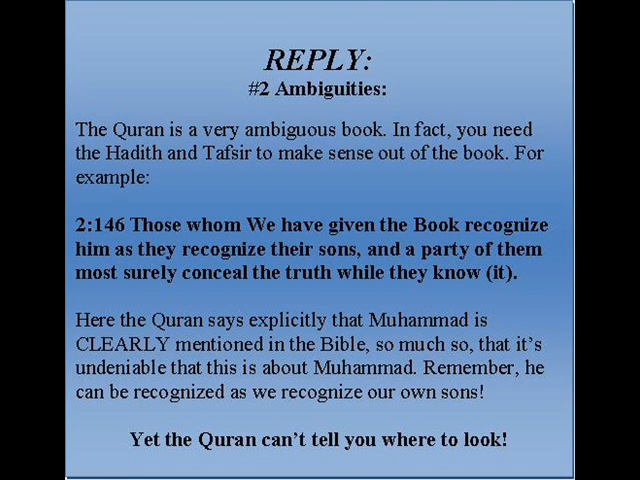 REPLY:
#2 Ambiguities:
The Quran is a very ambiguous book. In fact, you need
the Hadith and Tafsir to make sense out of the book. For
example:
2:146 Those whom We have given the Book recognize
him as they recognize their sons, and a party of them
most surely conceal the truth while they know (it).
Here the Quran says explicitly that Muhammad is
CLEARLY mentioned in the Bible, so much so, that it's
undeniable that this is about Muhammad. Remember, he
can be recognized as we recognize our own sons!
Yet the Quran can't tell you where to look!